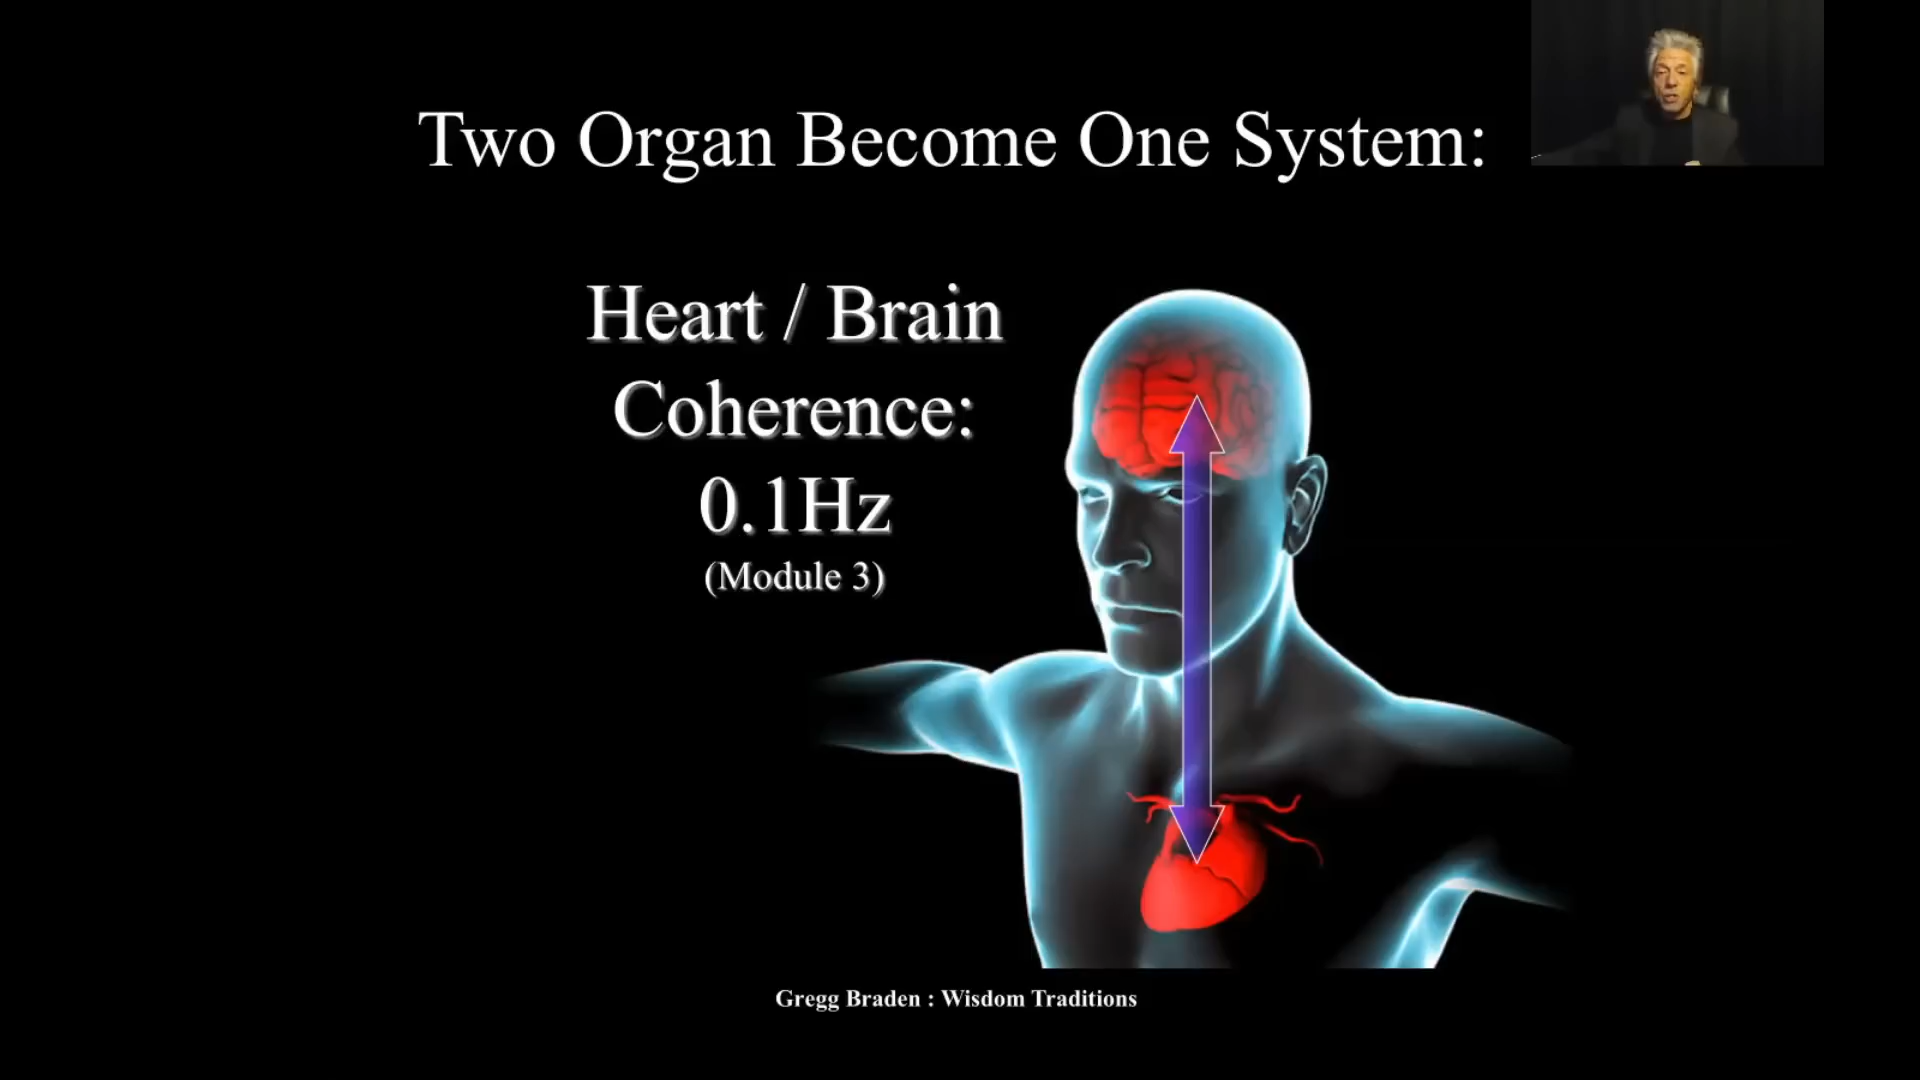 Two Organ Become One System:
Heart / Brain
Coherence:
0.1Hz
(Module 3)
Gregg Braden : Wisdom Traditions